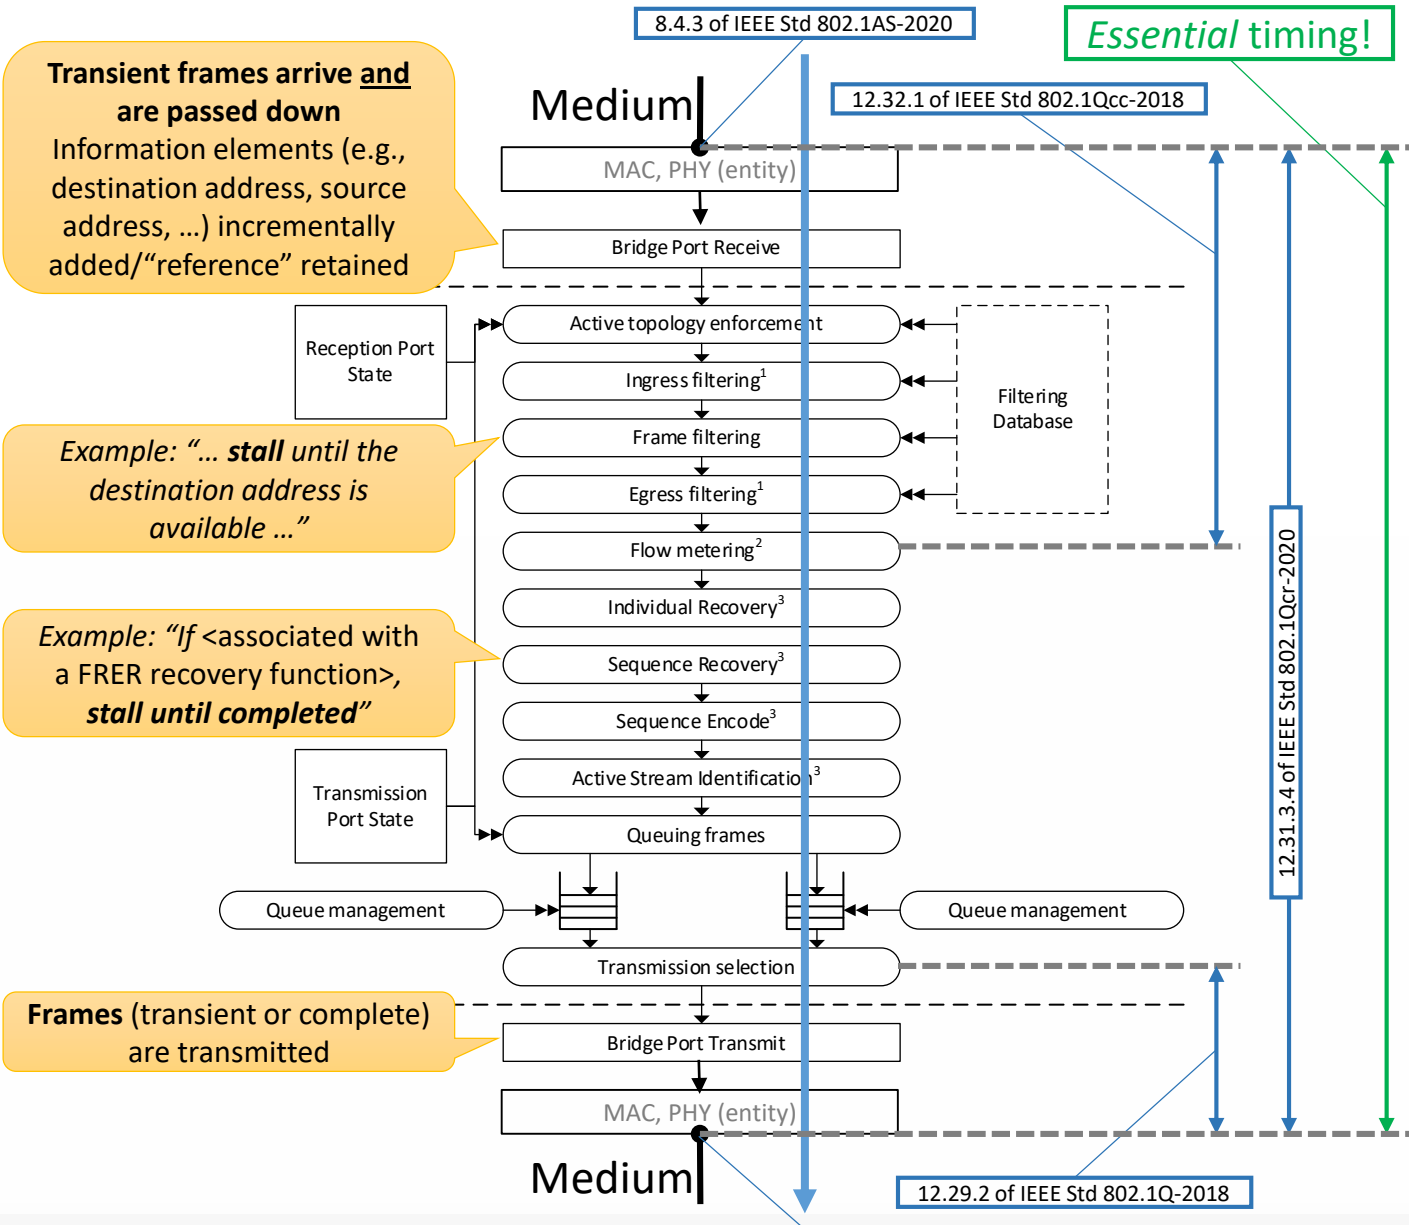 8.4.3 of IEEE Std 802.1AS-2020
Essential timing!
Transient frames arrive and
are passed down
Information elements (e.g.,
destination address, source
address, …) incrementally
added/“reference” retained
Medium
12.32.1 of IEEE Std 802.1Qcc-2018
MAC, PHY (entity)
Bridge Port Receive
Active topology enforcement
Reception Port
State
Ingress filtering1
Filtering
Database
Frame filtering
Example: “… stall until the
destination address is
available …”
Egress filtering1
Flow metering2
Individual Recovery3
Example: “If <associated with
a FRER recovery function>,
stall until completed”
Sequence Recovery3
Sequence Encode3
12.31.3.4 of IEEE Std 802.1Qcr-2020
Active Stream Identification3
Transmission
Port State
Queuing frames
Queue management
Queue management
Transmission selection
Frames (transient or complete)
are transmitted
Bridge Port Transmit
MAC, PHY (entity)
Medium
12.29.2 of IEEE Std 802.1Q-2018